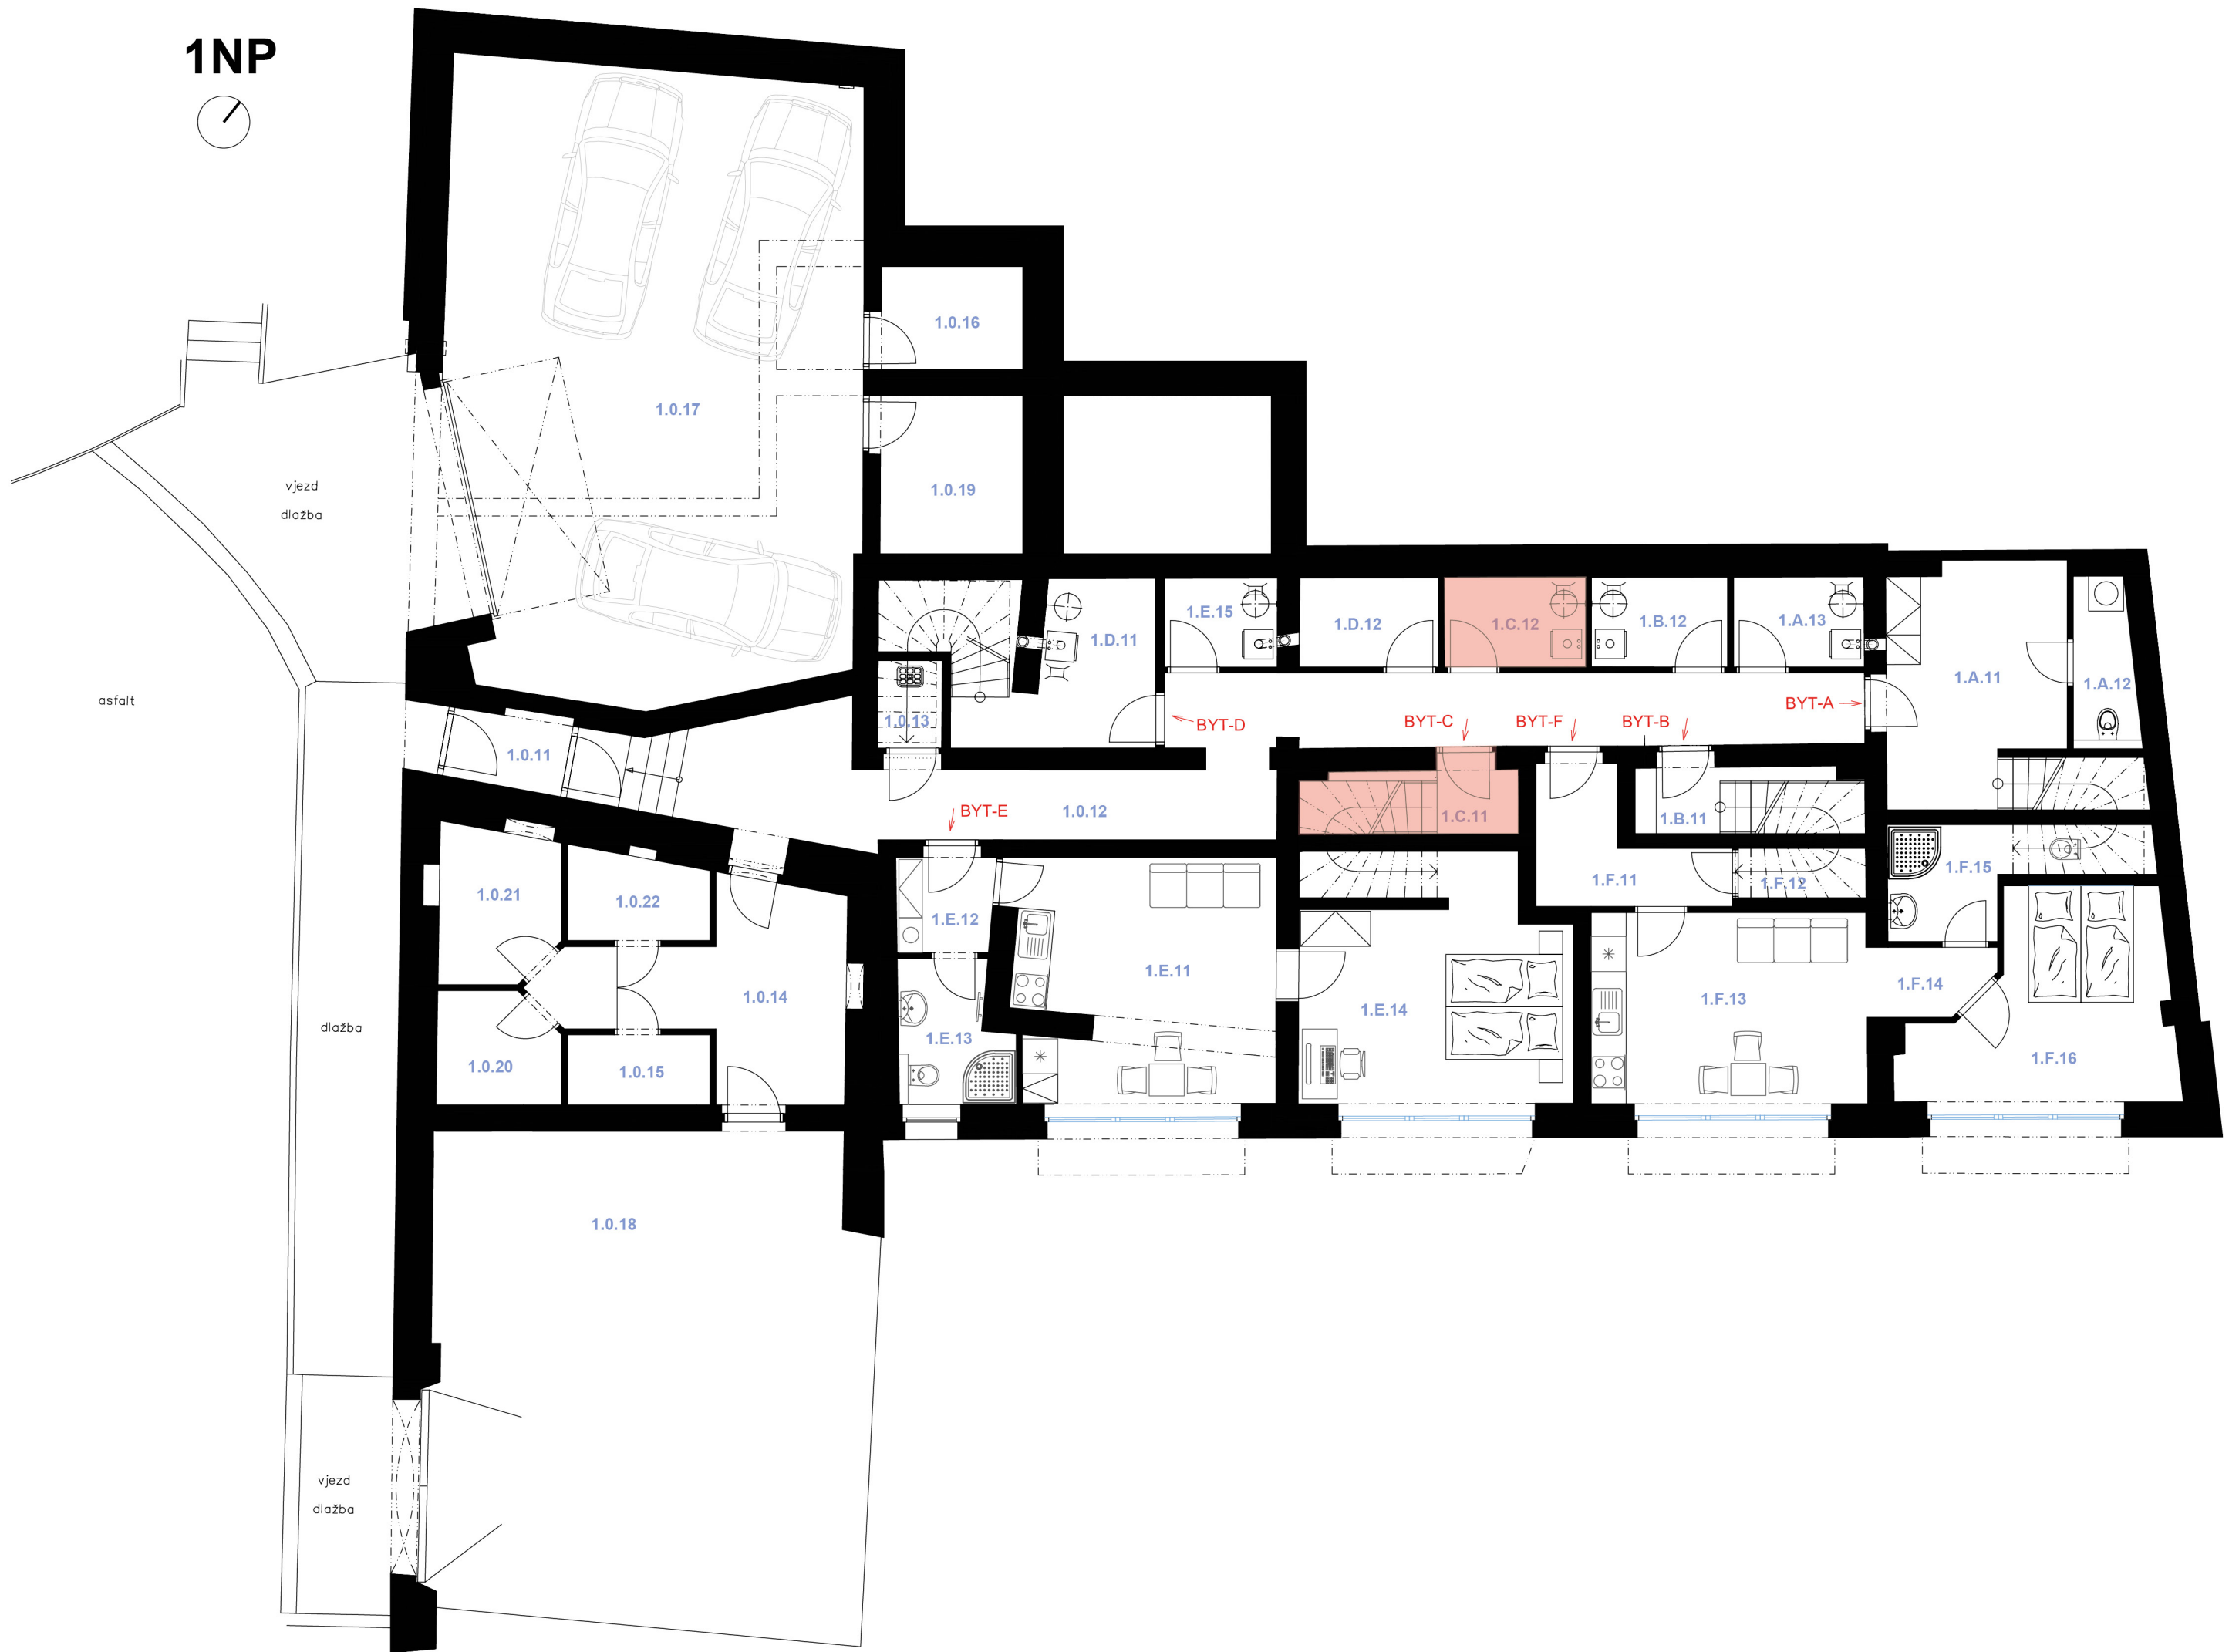 1NP
1.0.16
1.0.17
1.0.19
vjezd
dlažba
1.E.15
1.D.11
1.D.12
1.C.12
1.B.12
1.A.13
1.A.11
1.A.12
asfalt
BYT-A
BYT-D
BYT-C
BYT-F
BYT-B
1.0.13
1.0.11
BYT-E
1.0.12
1.C.11
1.B.11
1.F.15
1.F.11
1.F.12
1.0.21
1.0.22
1.E.12
1.E.11
1.0.14
1.E.14
1.F.13
1.F.14
dlažba
1.E.13
1.F.16
1.0.20
1.0.15
1.0.18
vjezd
dlažba